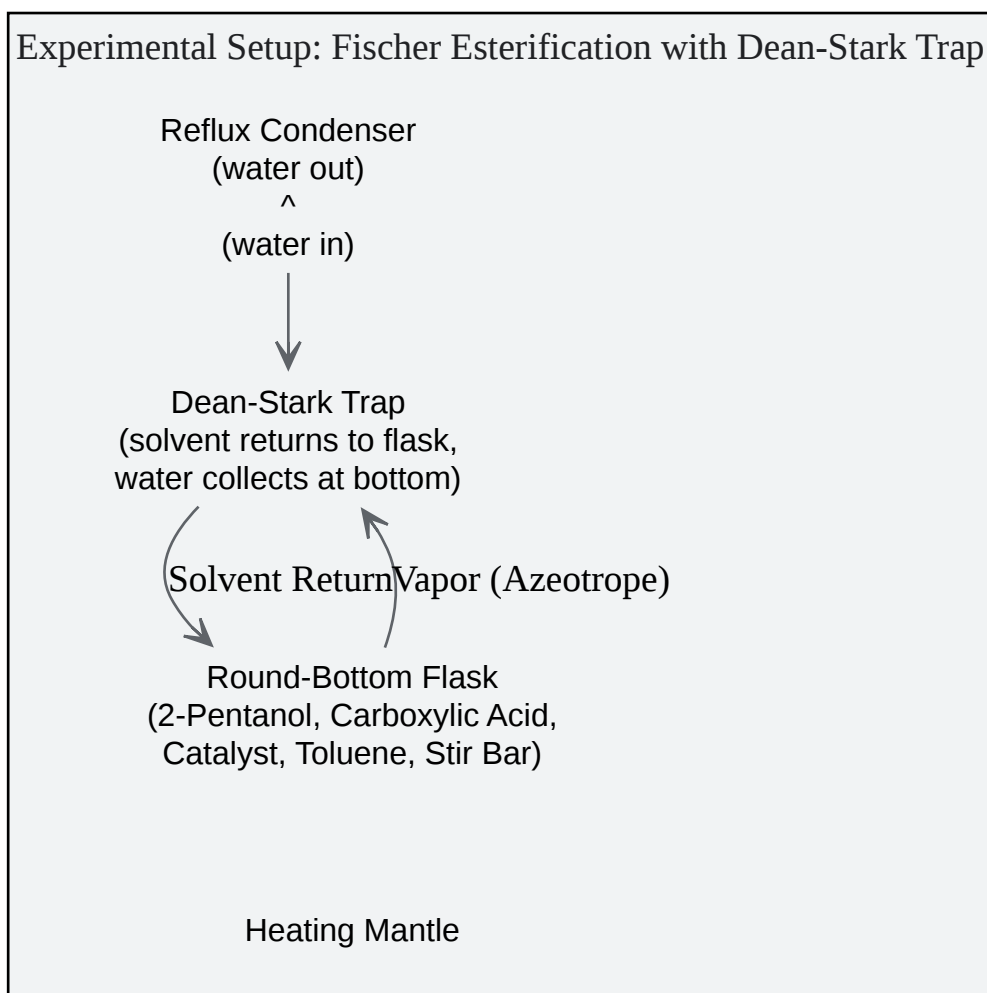 Experimental Setup: Fischer Esterification with Dean-Stark Trap
Reflux Condenser
(water out)
^
(water in)
Dean-Stark Trap
(solvent returns to flask,
water collects at bottom)
Solvent Return
Vapor (Azeotrope)
Round-Bottom Flask
(2-Pentanol, Carboxylic Acid,
Catalyst, Toluene, Stir Bar)
Heating Mantle